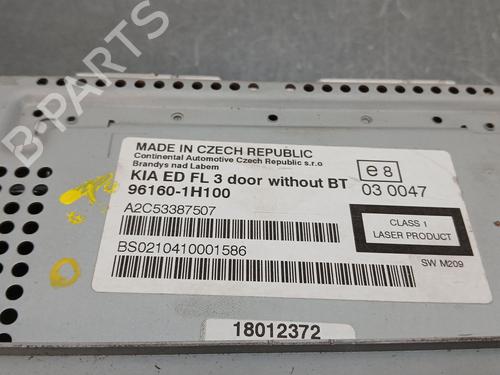 B-PARTS
MADE IN CZECH REPUBLIC
Continental Automotive Czech Republic s.r.o
Brandys nad Labem
KIA ED FL 3 door without BT
96160-1H100
A2C53387507
BS0210410001586
e8
03 0047
CLASS 1
LASER PRODUCT
SW M209
18012372